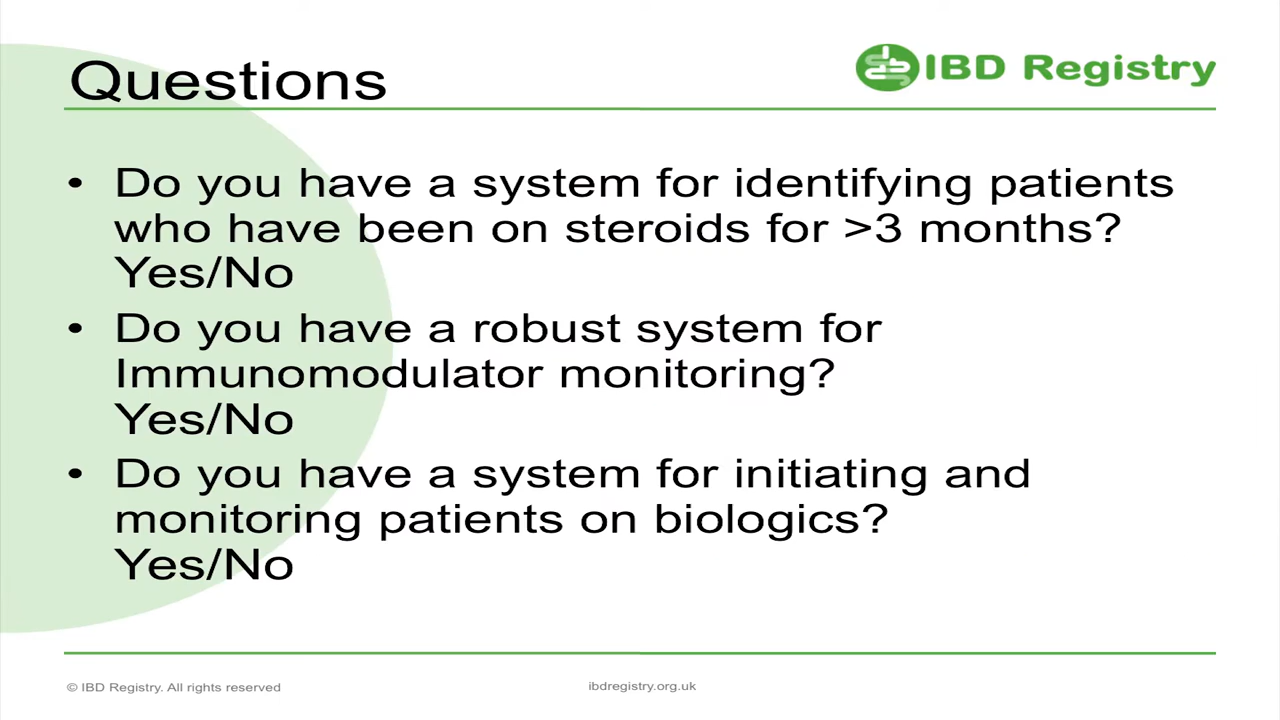 Questions
IBD Registry
• Do you have a system for identifying patients
who have been on steroids for >3 months?
Yes/No
• Do you have a robust system for
Immunomodulator monitoring?
Yes/No
• Do you have a system for initiating and
monitoring patients on biologics?
Yes/No
© IBD Registry. All rights reserved
ibdregistry.org.uk